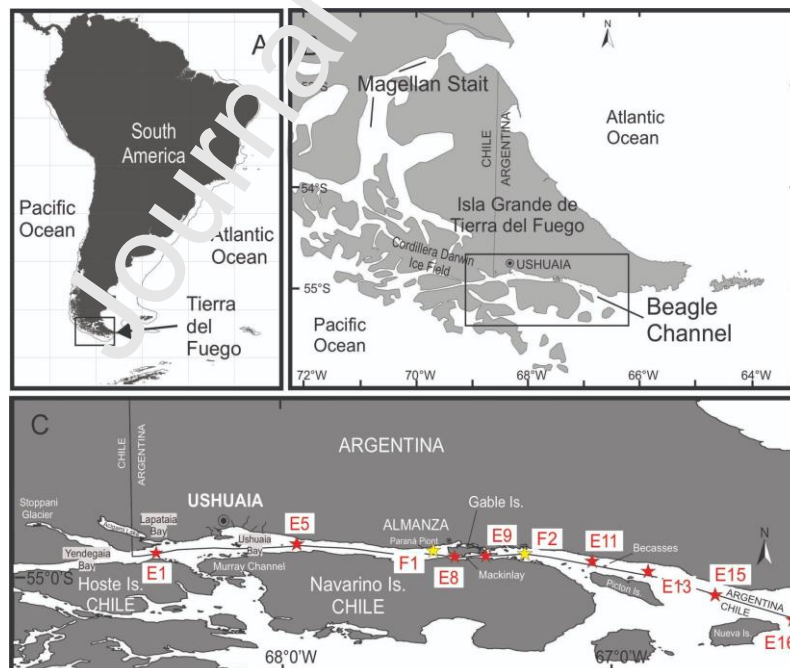 Journal
A
South
America
Pacific
Ocean
Atlantic
Ocean
Tierra
del
Fuego
N
Magellan Stait
Atlantic
Ocean
CHILE
ARGENTINA
54°S
Isla Grande de
Tierra del Fuego
Cordillera Darwin
Ice Field
USHUAIA
55°S
Beagle
Channel
Pacific
Ocean
72°W
70°W
68°W
66°W
64°W
C
CHILE
ARGENTINA
ARGENTINA
Stoppani
Glacier
Lapataia
Bay
USHUAIA
E5
Gable Is.
ALMANZA
Paraná Piont
E9
F2
E11
Becasses
N
Yendegaia
Bay
Ushuaia
Bay
55°0'S
E1
Murray Channel
F1
E8
Mackinlay
E13
E15
ARGENTINA
CHILE
Hoste Is.
CHILE
Navarino Is.
CHILE
Picton Is.
Nueva Is.
E16
68°0'W
67°0'W